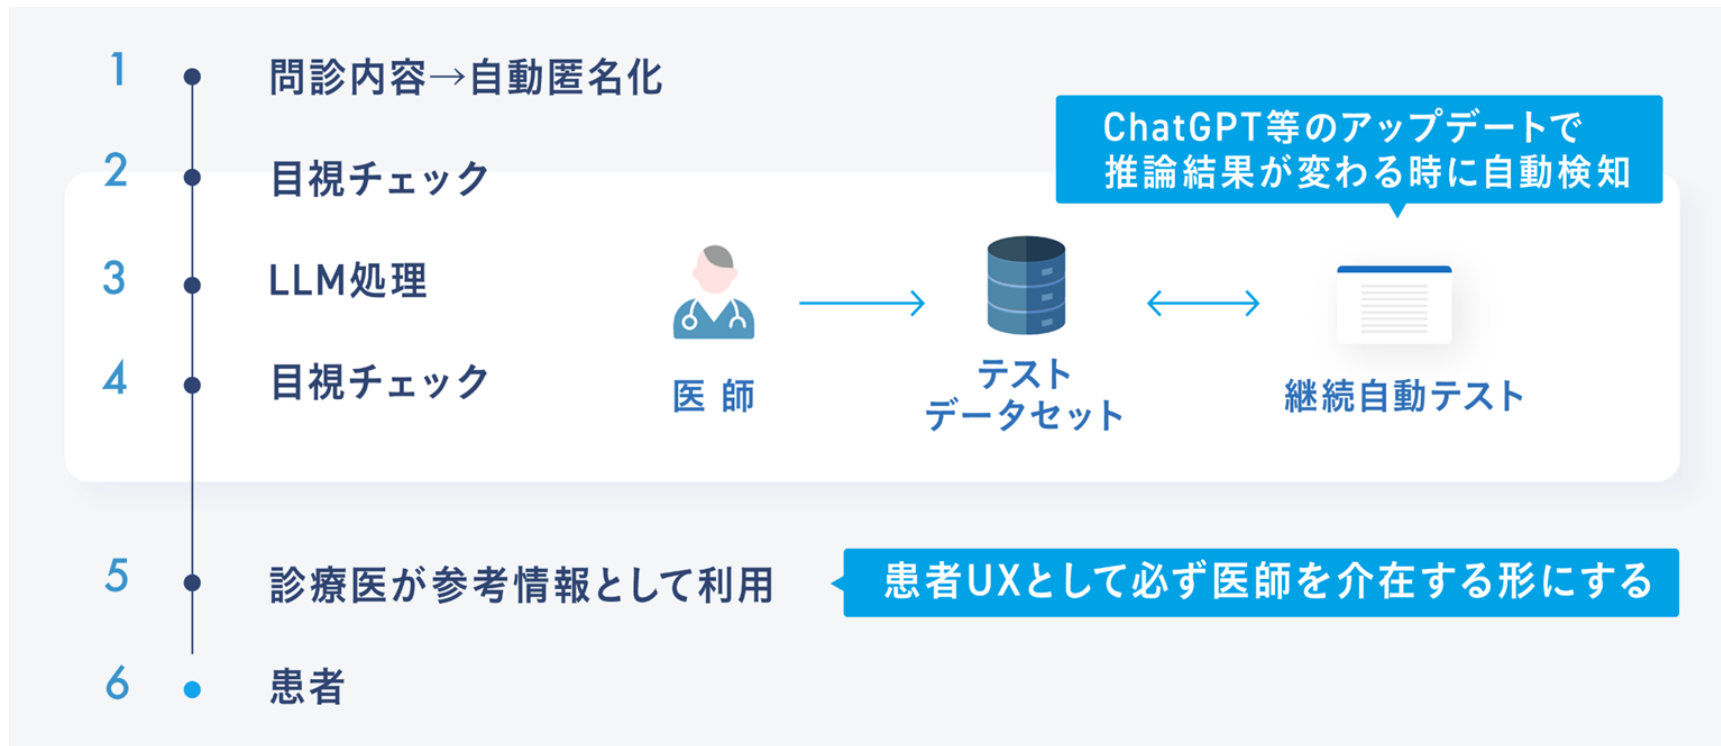 1 問診内容→自動匿名化
2 目視チェック
ChatGPT等のアップデートで
推論結果が変わる時に自動検知
3 LLM処理
4 目視チェック
医師
テスト
データセット
継続自動テスト
5 診療医が参考情報として利用
患者UXとして必ず医師を介在する形にする
6 患者